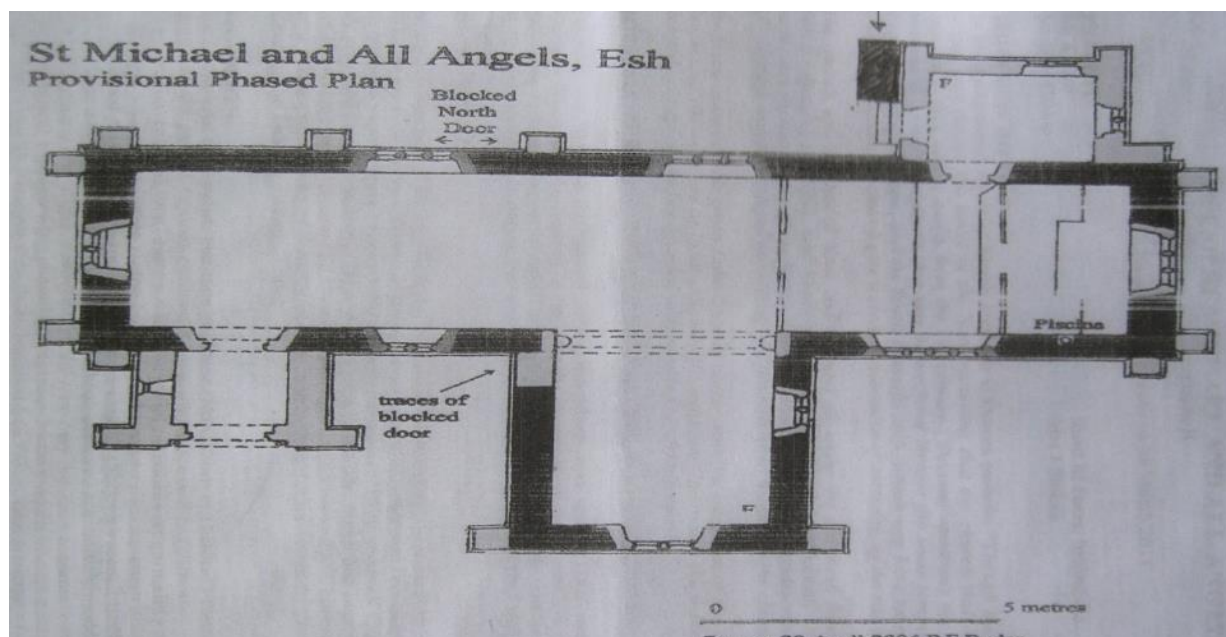 St Michael and All Angels, Esh
Provisional Phased Plan
Blocked
North
Door
F
Piscina
traces of
blocked
door
F
0 5 metres